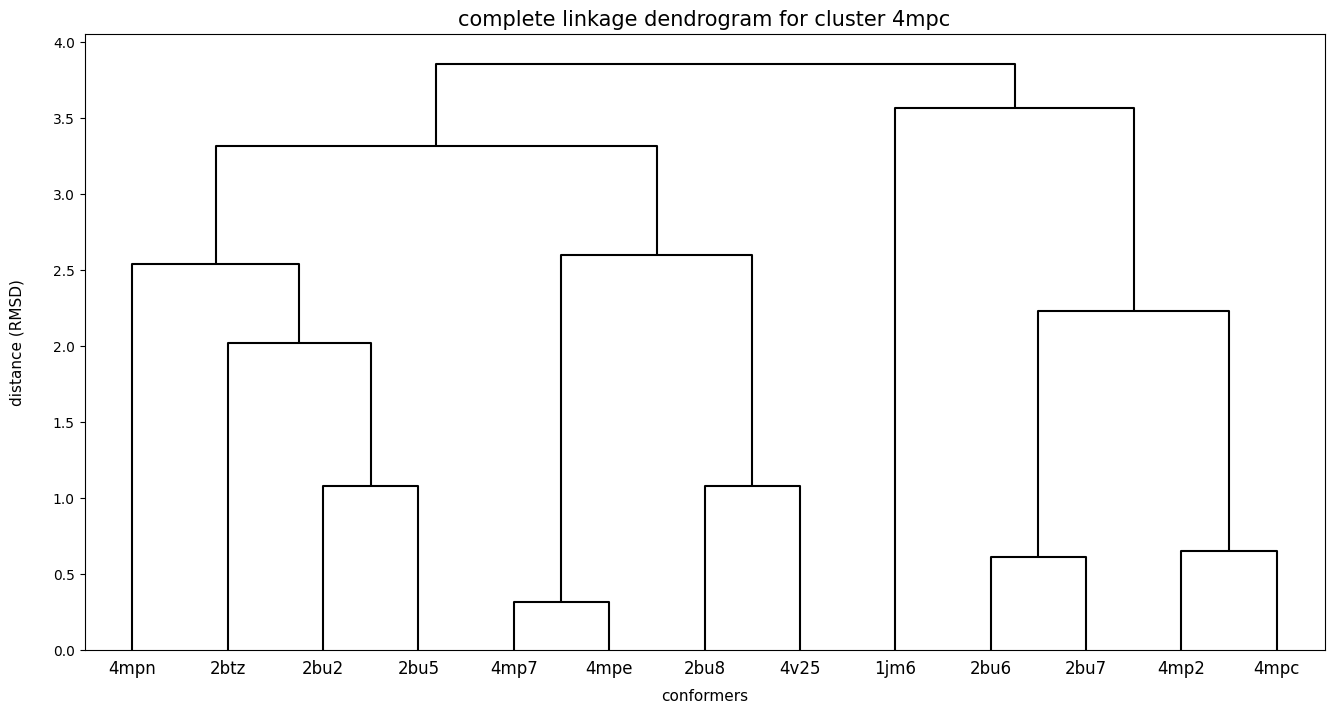 complete linkage dendrogram for cluster 4mpc
4.0
3.5
3.0
2.5
2.0
1.5
1.0
0.5
0.0
distance (RMSD)
4mpn 2btz 2bu2 2bu5 4mp7 4mpe 2bu8 4v25 1jm6 2bu6 2bu7 4mp2 4mpc
conformers